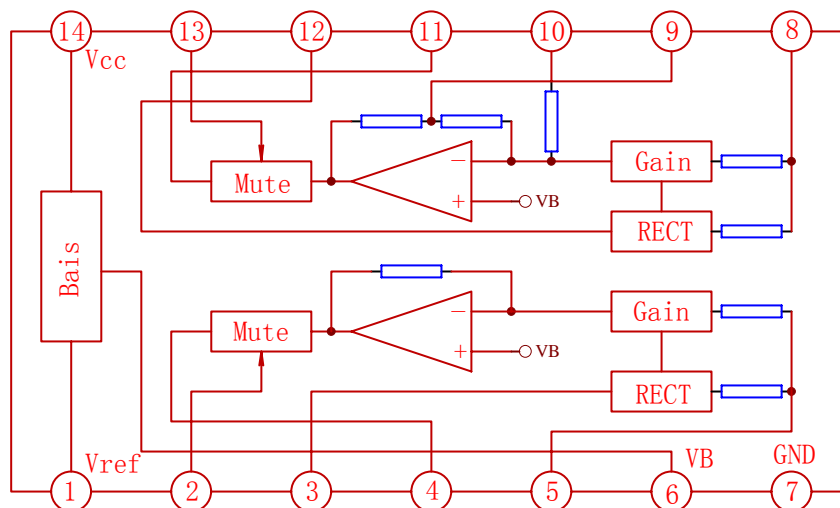 14 13 12 11 10 9 8
Vcc
Mute
−
+
VB
Gain
RECT
Bais
Mute
−
+
VB
Gain
RECT
Vref
VB
GND
1 2 3 4 5 6 7